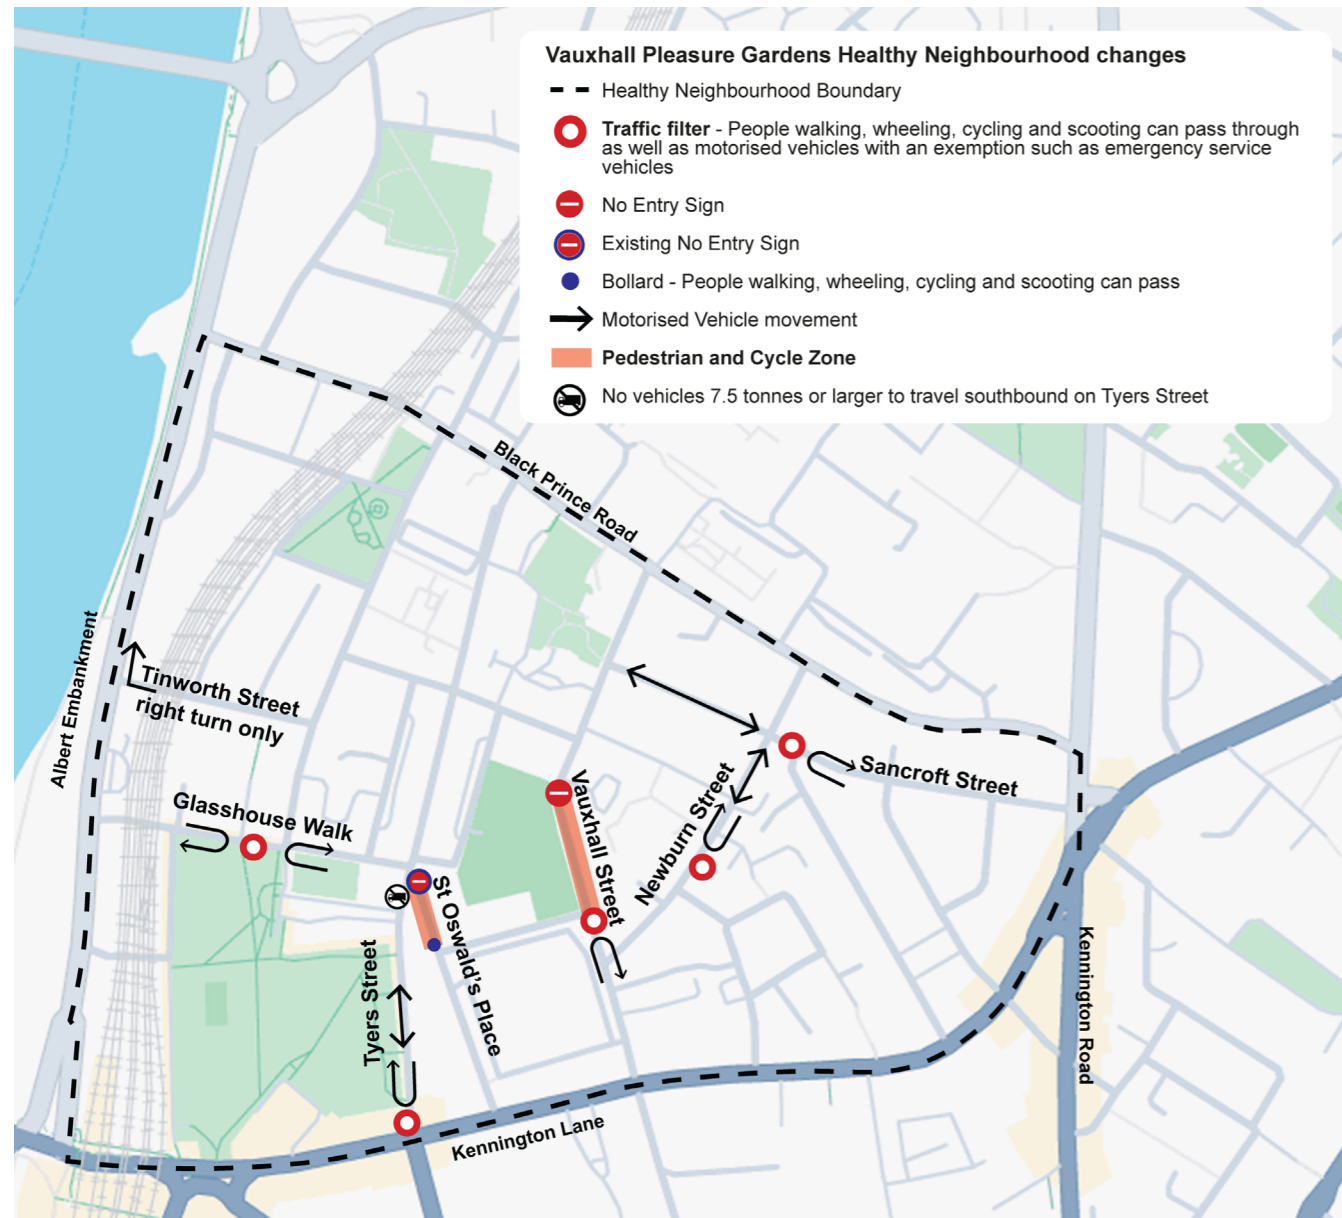 Vauxhall Pleasure Gardens Healthy Neighbourhood changes
Healthy Neighbourhood Boundary
Traffic filter - People walking, wheeling, cycling and scooting can pass through
as well as motorised vehicles with an exemption such as emergency service
vehicles
No Entry Sign
Existing No Entry Sign
Bollard - People walking, wheeling, cycling and scooting can pass
Motorised Vehicle movement
Pedestrian and Cycle Zone
No vehicles 7.5 tonnes or larger to travel southbound on Tyers Street
Black Prince Road
Albert Embankment
Tinworth Street
right turn only
Glasshouse Walk
Vauxhall Street
Newburn Street
Sancroft Street
St Oswald's Place
Tyers Street
Kennington Road
Kennington Lane